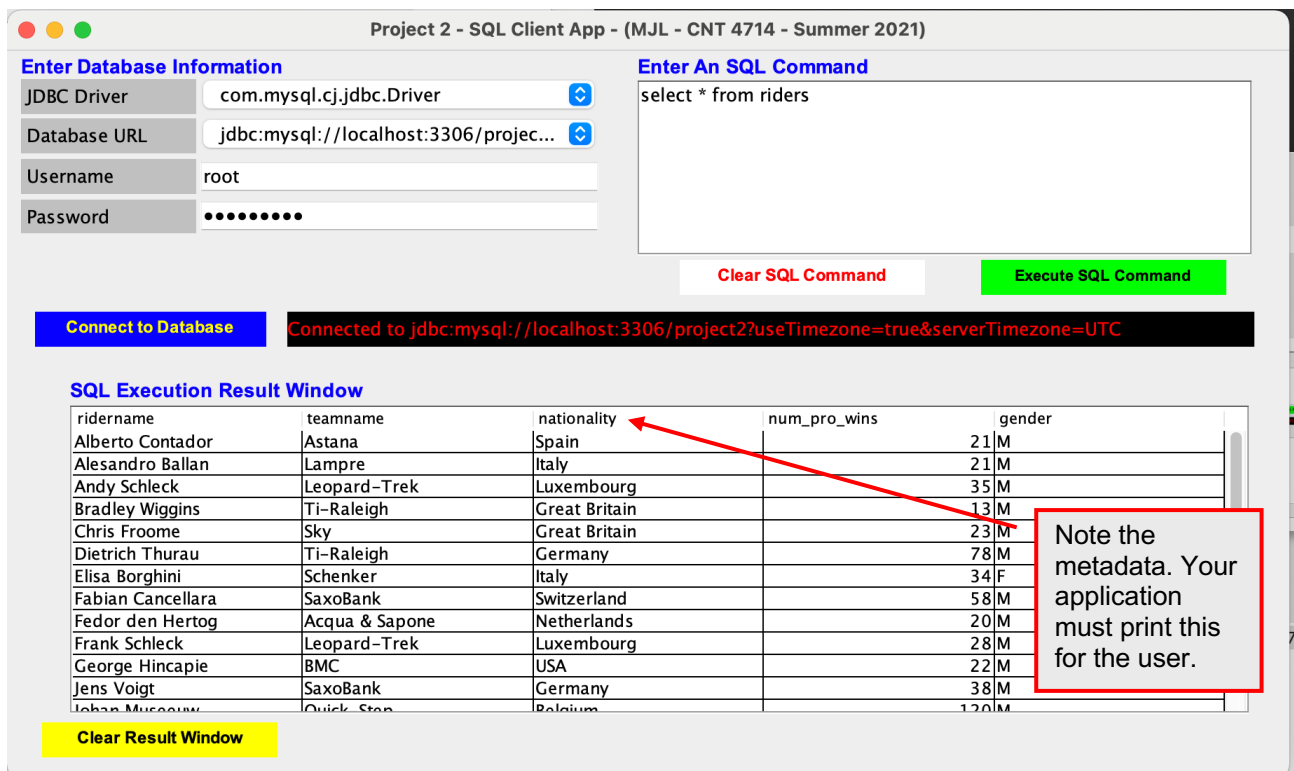 Project 2 - SQL Client App - (MJL - CNT 4714 - Summer 2021)
Enter Database Information
JDBC Driver com.mysql.cj.jdbc.Driver
Database URL jdbc:mysql://localhost:3306/projec...
Username root
Password •••••••••
Enter An SQL Command
select * from riders
Clear SQL Command Execute SQL Command
Connect to Database Connected to jdbc:mysql://localhost:3306/project2?useTimezone=true&serverTimezone=UTC
SQL Execution Result Window
ridername teamname nationality num_pro_wins gender
Alberto Contador Astana Spain 21 M
Alesandro Ballan Lampre Italy 21 M
Andy Schleck Leopard-Trek Luxembourg 35 M
Bradley Wiggins Ti-Raleigh Great Britain 13 M
Chris Froome Sky Great Britain 23 M
Dietrich Thurau Ti-Raleigh Germany 78 M
Elisa Borghini Schenker Italy 34 F
Fabian Cancellara SaxoBank Switzerland 58 M
Fedor den Hertog Acqua & Sapone Netherlands 20 M
Frank Schleck Leopard-Trek Luxembourg 28 M
George Hincapie BMC USA 22 M
Jens Voigt SaxoBank Germany 38 M
Johan Museeuw Quick-Step Belgium 120 M
Note the
metadata. Your
application
must print this
for the user.
Clear Result Window